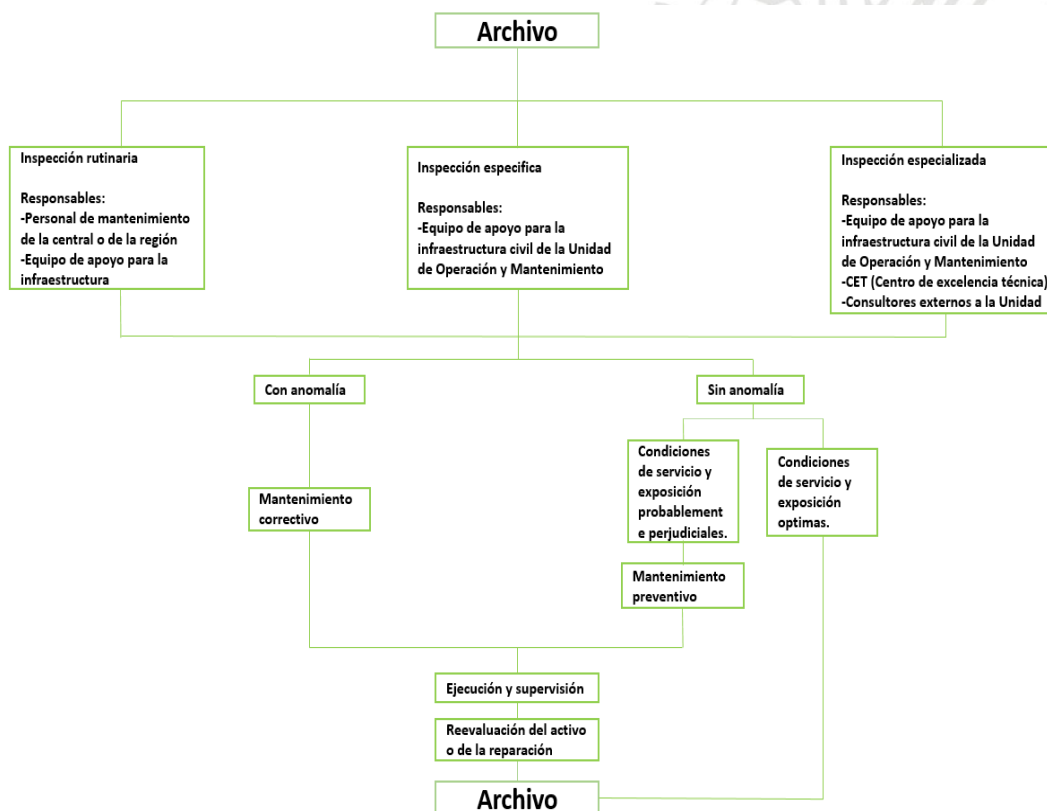 Archivo
Inspección rutinaria
Responsables:
-Personal de mantenimiento
de la central o de la región
-Equipo de apoyo para la
infraestructura
Inspección especifica
Responsables:
-Equipo de apoyo para la
infraestructura civil de la Unidad
de Operación y Mantenimiento
Inspección especializada
Responsables:
-Equipo de apoyo para la
infraestructura civil de la Unidad
de Operación y Mantenimiento
-CET (Centro de excelencia técnica)
-Consultores externos a la Unidad
Con anomalía
Sin anomalía
Mantenimiento
correctivo
Condiciones
de servicio y
exposición
probablement
e perjudiciales.
Condiciones
de servicio y
exposición
optimas.
Mantenimiento
preventivo
Ejecución y supervisión
Reevaluación del activo
o de la reparación
Archivo